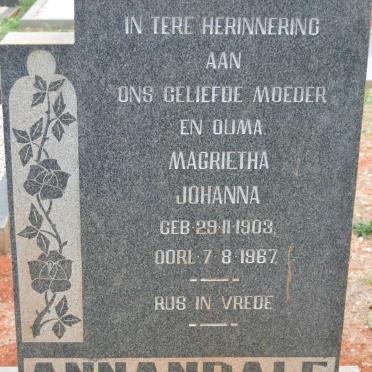 IN TERE HERINNERING
AAN
ONS GELIEFDE MOEDER
EN OUMA
MAGRIETHA
JOHANNA
GEB·29·11·1903,
OORL·7·8·1967.
RUS IN VREDE
ANNANDALE